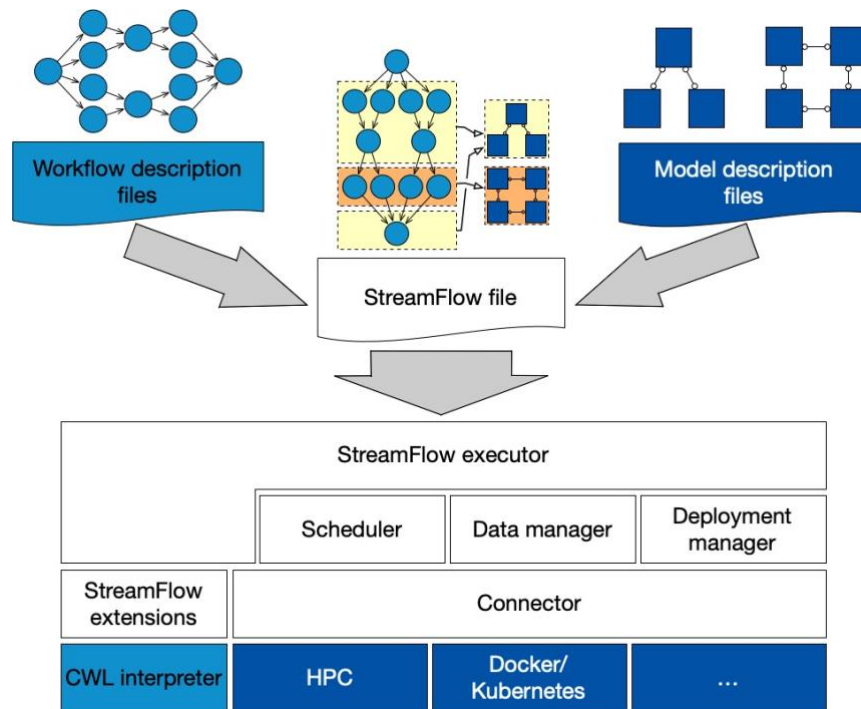 Workflow description
files
Model description
files
StreamFlow file
StreamFlow executor
Scheduler
Data manager
Deployment
manager
StreamFlow
extensions
Connector
CWL interpreter
HPC
Docker/
Kubernetes
...